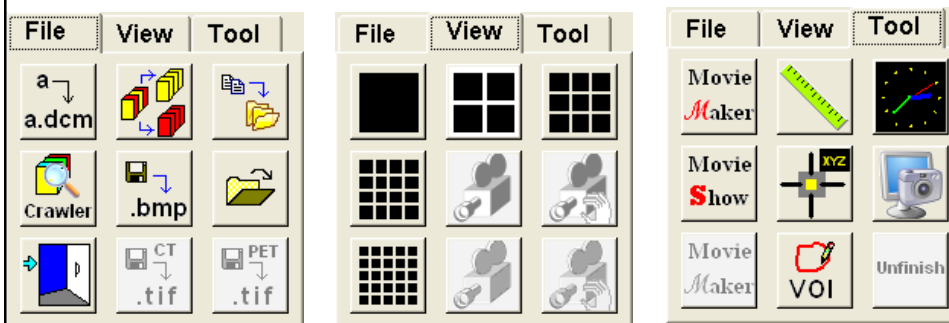 File View Tool
a
a.dcm
Crawler
.bmp
CT
.tif
PET
.tif
File View Tool
File View Tool
Movie
Maker
Movie
Show
XYZ
Movie
Maker
VOI
Unfinish